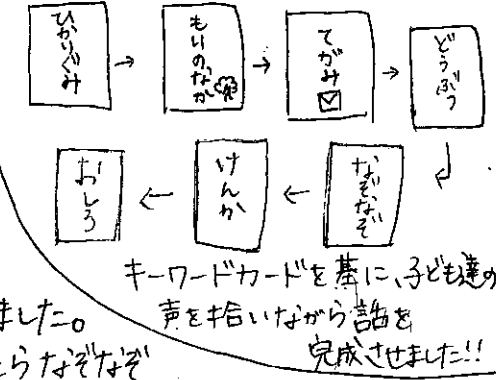 ひかりぐみ
もりのなか
てがみ
どうぶつ
なぞなぞ
けんか
おしろ
キーワードカードを基に、子ども達の
声を拾いながら話を
完成させました!!
ました。
らなぞなぞ